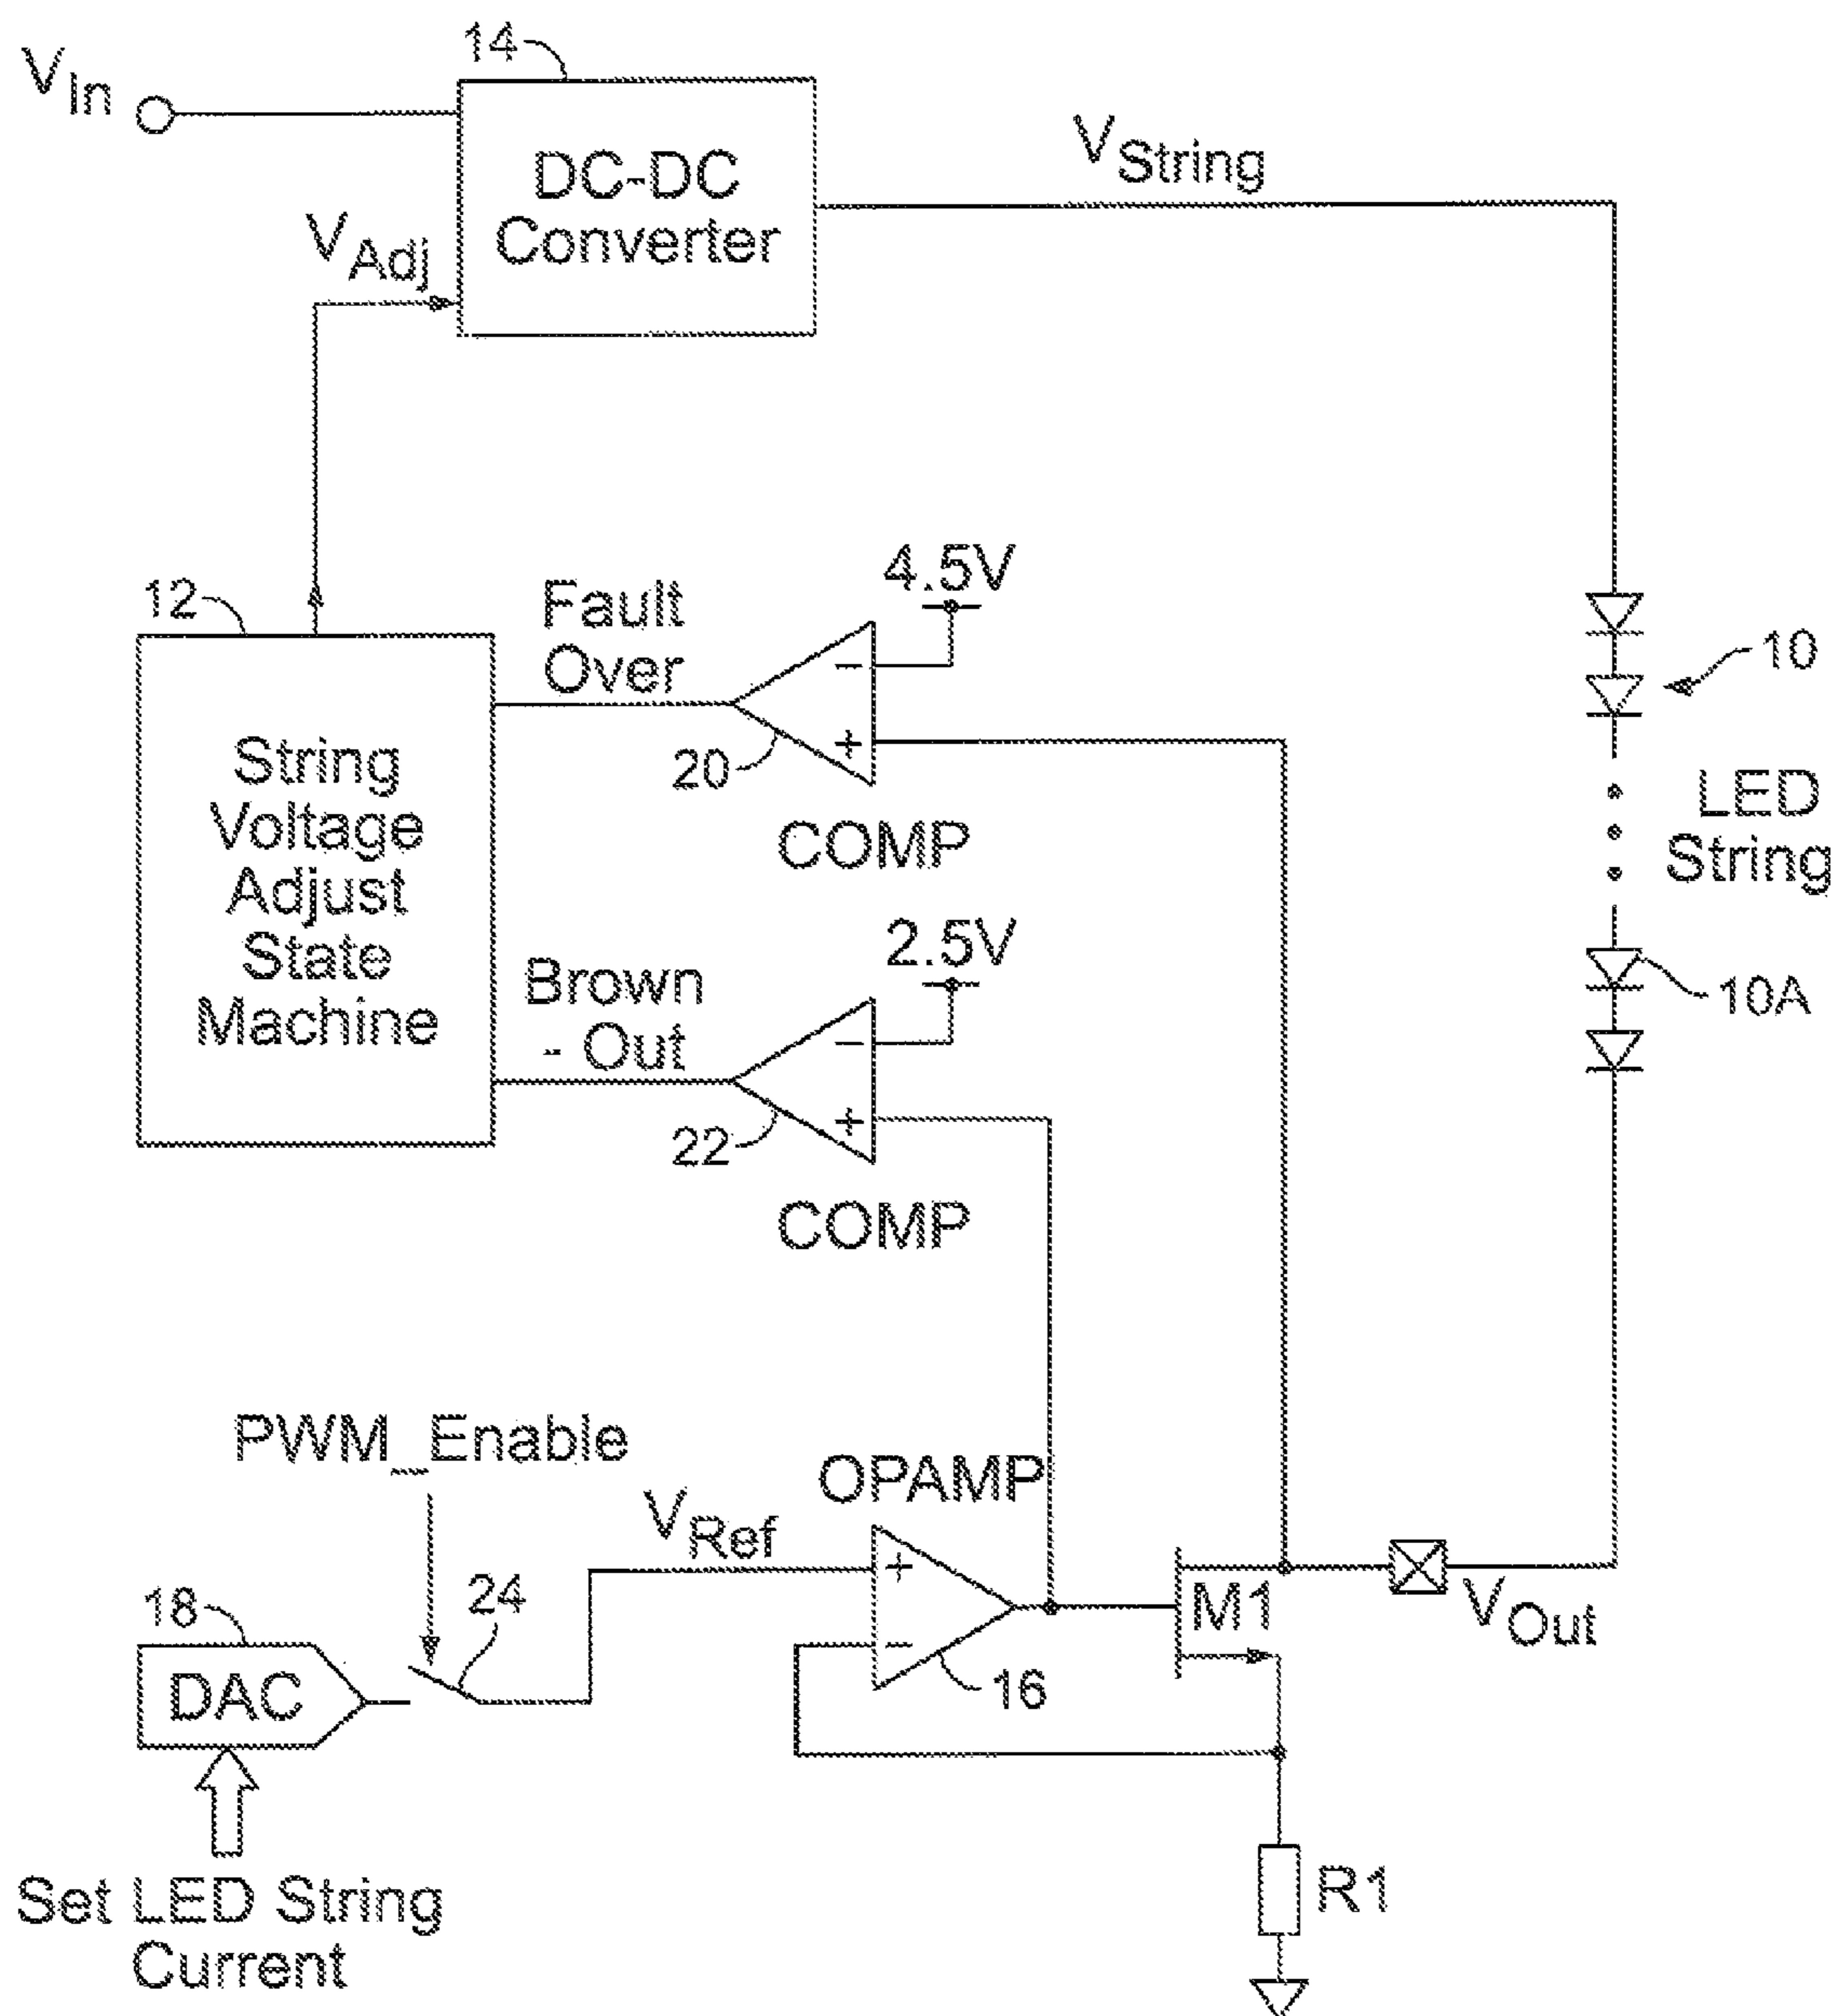 14
V_In
DC-DC
Converter
V_String
V_Adj
12
Fault
Over
4.5V
-
+
20
COMP
10
LED
String
String
Voltage
Adjust
State
Machine
Brown
- Out
2.5V
-
+
22
COMP
10A
PWM_Enable
OPAMP
V_Ref
+
-
16
M1
V_Out
18
24
DAC
R1
Set LED String
Current